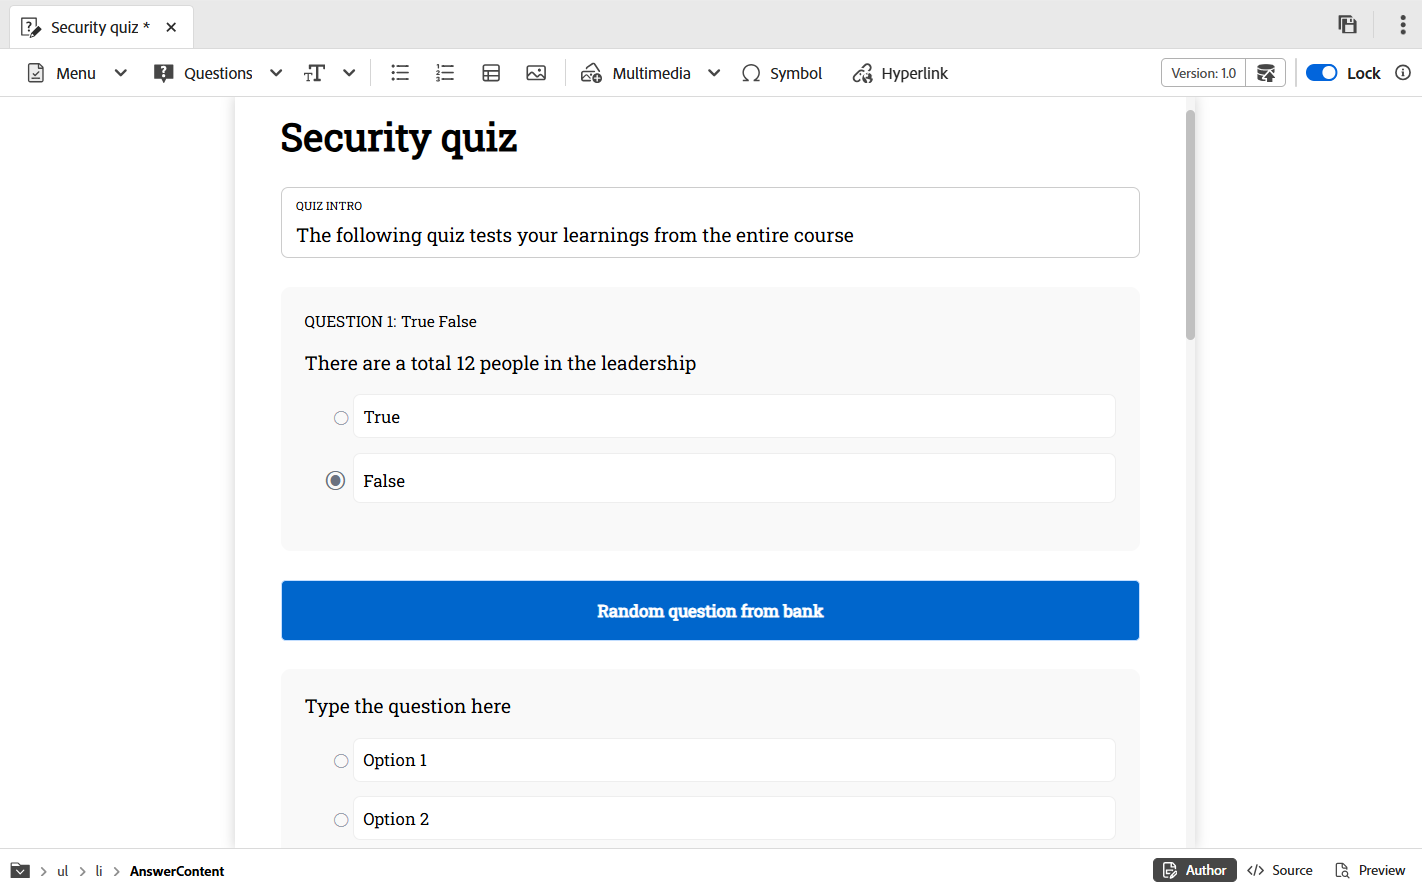 Security quiz *
Menu Questions Multimedia Symbol Hyperlink Version: 1.0 Lock
Security quiz
QUIZ INTRO
The following quiz tests your learnings from the entire course
QUESTION 1: True False
There are a total 12 people in the leadership
True
False
Random question from bank
Type the question here
Option 1
Option 2
ul > li > AnswerContent Author Source Preview